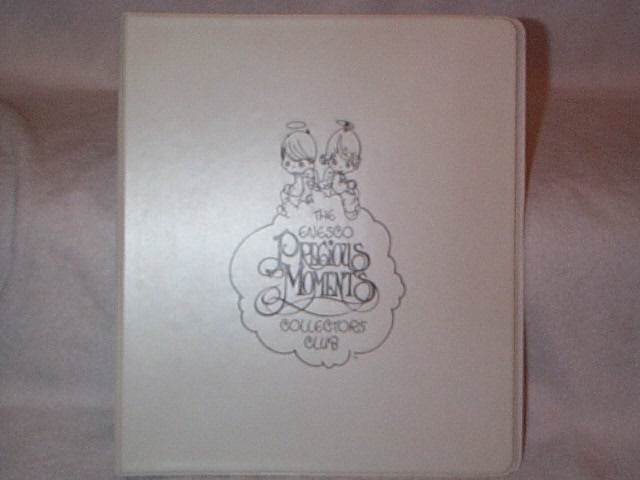 THE
ENESCO
PRECIOUS
MOMENTS
COLLECTORS'
CLUB